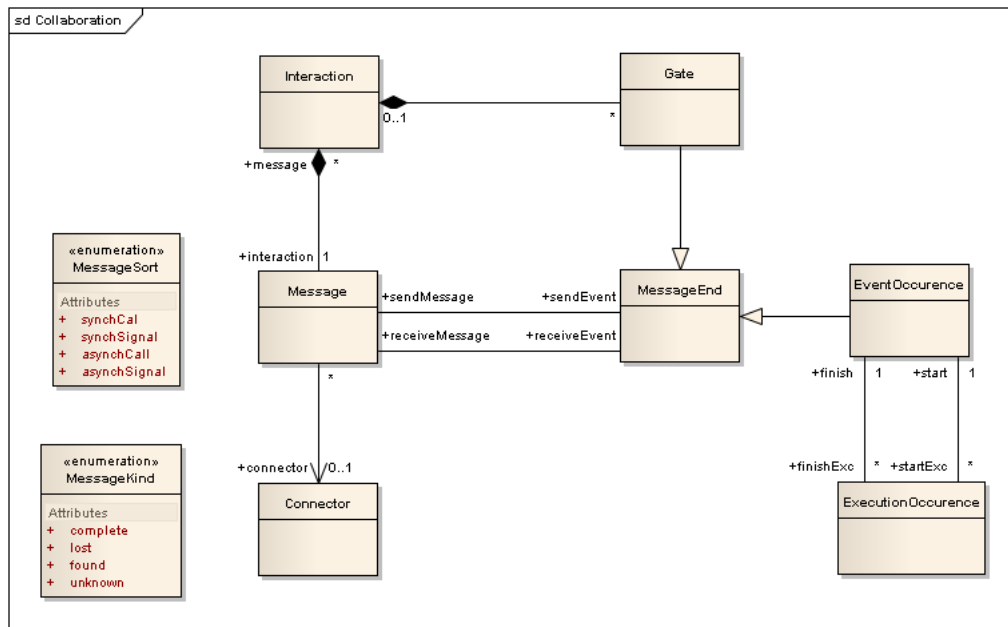 sd Collaboration
Interaction
Gate
0..1
*
+message
*
+interaction
1
«enumeration»
MessageSort
Attributes
+ synchCal
+ synchSignal
+ asynchCall
+ asynchSignal
Message
+sendMessage
+sendEvent
+receiveMessage
+receiveEvent
MessageEnd
EventOccurence
*
+finish
1
+start
1
+connector
0..1
+finishExc
*
+startExc
*
«enumeration»
MessageKind
Attributes
+ complete
+ lost
+ found
+ unknown
Connector
ExecutionOccurence